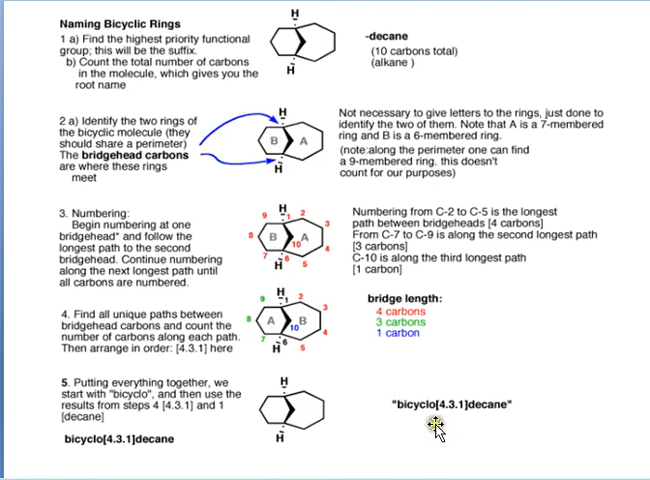 Naming Bicyclic Rings
1 a) Find the highest priority functional
group; this will be the suffix.
b) Count the total number of carbons
in the molecule, which gives you the
root name
H
H
-decane
(10 carbons total)
(alkane )
2 a) Identify the two rings of
the bicyclic molecule (they
should share a perimeter)
The bridgehead carbons
are where these rings
meet
H
B A
H
Not necessary to give letters to the rings, just done to
identify the two of them. Note that A is a 7-membered
ring and B is a 6-membered ring.
(note:along the perimeter one can find
a 9-membered ring. this doesn't
count for our purposes)
3. Numbering:
Begin numbering at one
bridgehead* and follow the
longest path to the second
bridgehead. Continue numbering
along the next longest path until
all carbons are numbered.
H
9 1 2
3
8 B A
10 4
7 6 5
H
Numbering from C-2 to C-5 is the longest
path between bridgeheads [4 carbons]
From C-7 to C-9 is along the second longest path
[3 carbons]
C-10 is along the third longest path
[1 carbon]
4. Find all unique paths between
bridgehead carbons and count the
number of carbons along each path.
Then arrange in order: [4.3.1] here
H
9 1 2
3
8 A B
10 4
7 6 5
H
bridge length:
4 carbons
3 carbons
1 carbon
5. Putting everything together, we
start with "bicyclo", and then use the
results from steps 4 [4.3.1] and 1
[decane]
bicyclo[4.3.1]decane
H
H
"bicyclo[4.3.1]decane"